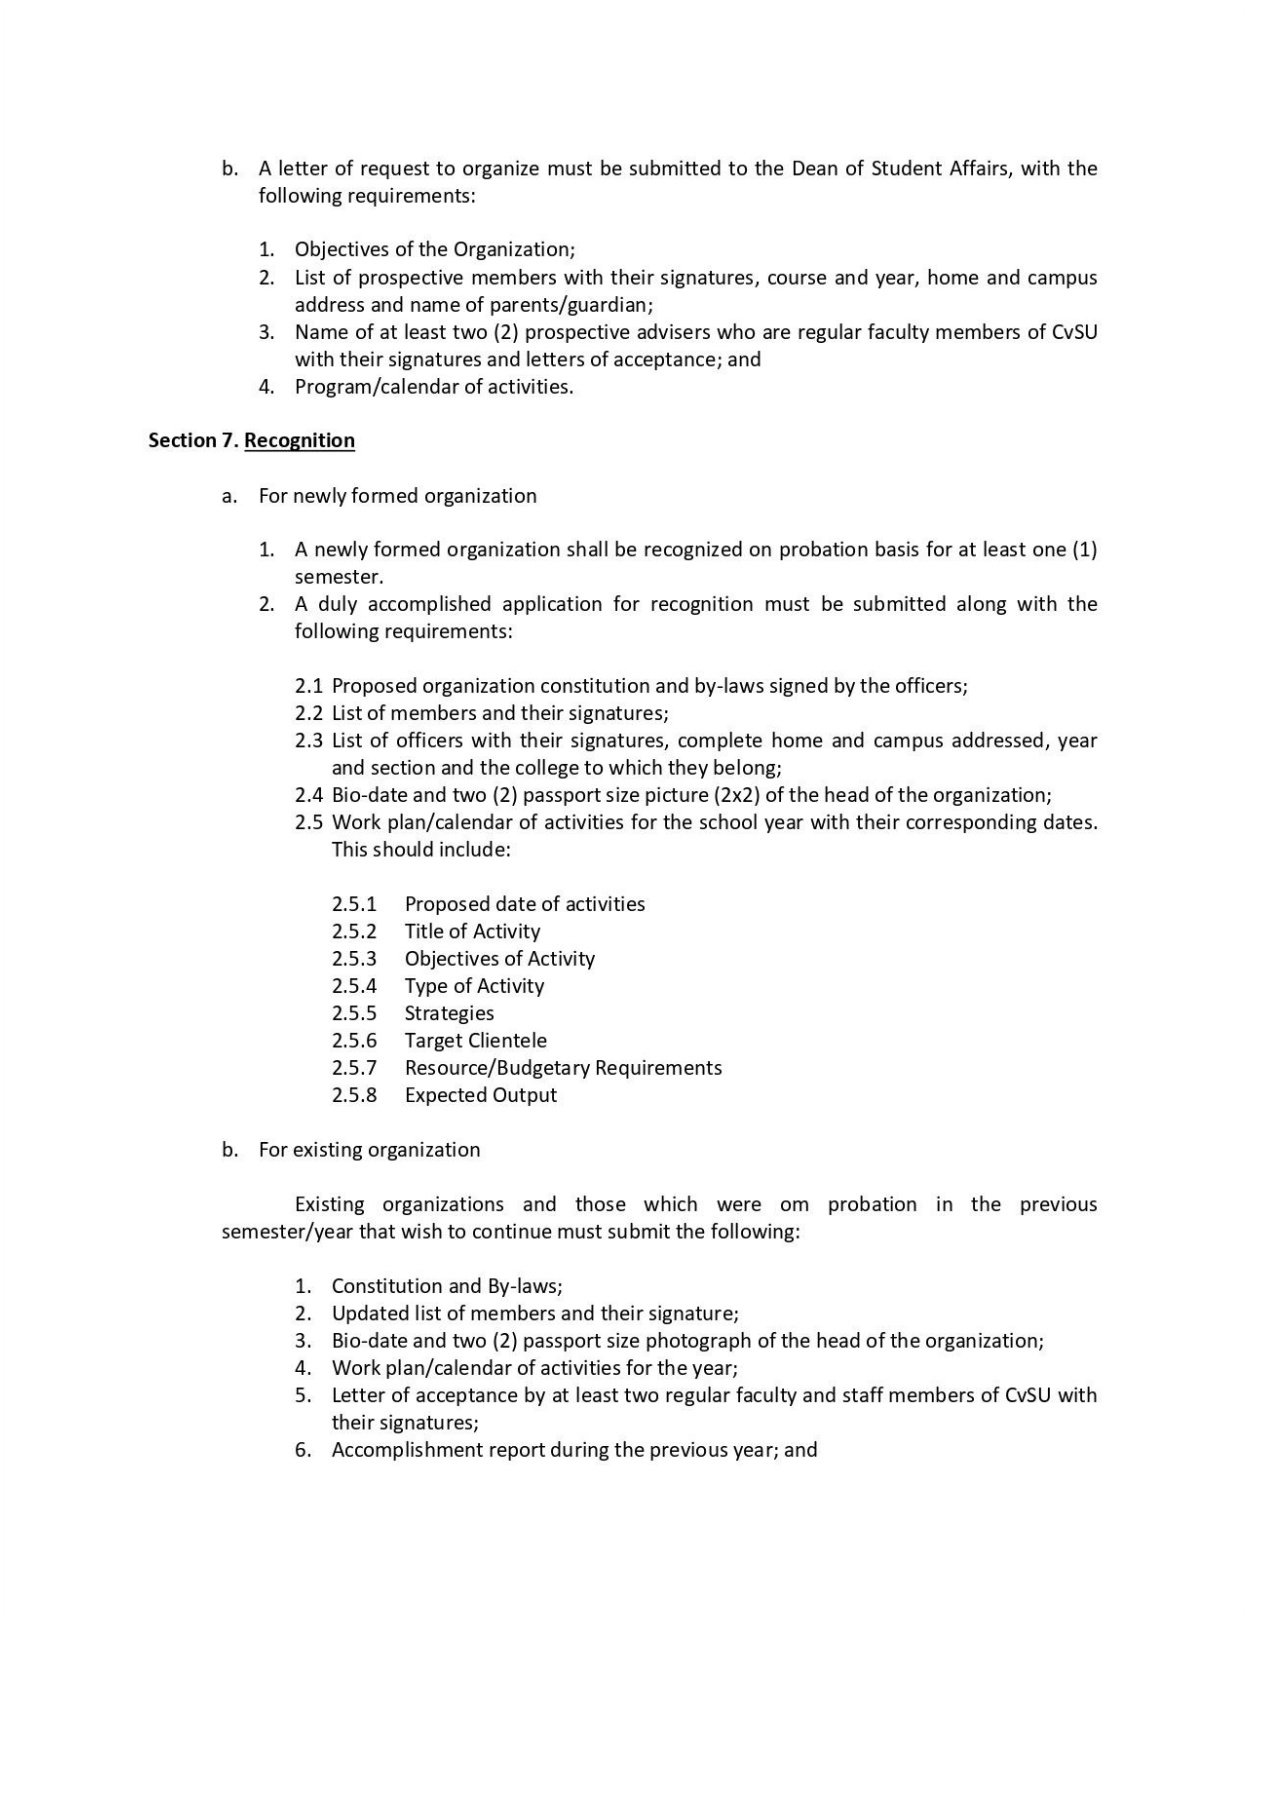 b. A letter of request to organize must be submitted to the Dean of Student Affairs, with the
following requirements:
1. Objectives of the Organization;
2. List of prospective members with their signatures, course and year, home and campus
address and name of parents/guardian;
3. Name of at least two (2) prospective advisers who are regular faculty members of CvSU
with their signatures and letters of acceptance; and
4. Program/calendar of activities.
Section 7. Recognition
a. For newly formed organization
1. A newly formed organization shall be recognized on probation basis for at least one (1)
semester.
2. A duly accomplished application for recognition must be submitted along with the
following requirements:
2.1 Proposed organization constitution and by-laws signed by the officers;
2.2 List of members and their signatures;
2.3 List of officers with their signatures, complete home and campus addressed, year
and section and the college to which they belong;
2.4 Bio-date and two (2) passport size picture (2x2) of the head of the organization;
2.5 Work plan/calendar of activities for the school year with their corresponding dates.
This should include:
2.5.1 Proposed date of activities
2.5.2 Title of Activity
2.5.3 Objectives of Activity
2.5.4 Type of Activity
2.5.5 Strategies
2.5.6 Target Clientele
2.5.7 Resource/Budgetary Requirements
2.5.8 Expected Output
b. For existing organization
Existing organizations and those which were om probation in the previous
semester/year that wish to continue must submit the following:
1. Constitution and By-laws;
2. Updated list of members and their signature;
3. Bio-date and two (2) passport size photograph of the head of the organization;
4. Work plan/calendar of activities for the year;
5. Letter of acceptance by at least two regular faculty and staff members of CvSU with
their signatures;
6. Accomplishment report during the previous year; and